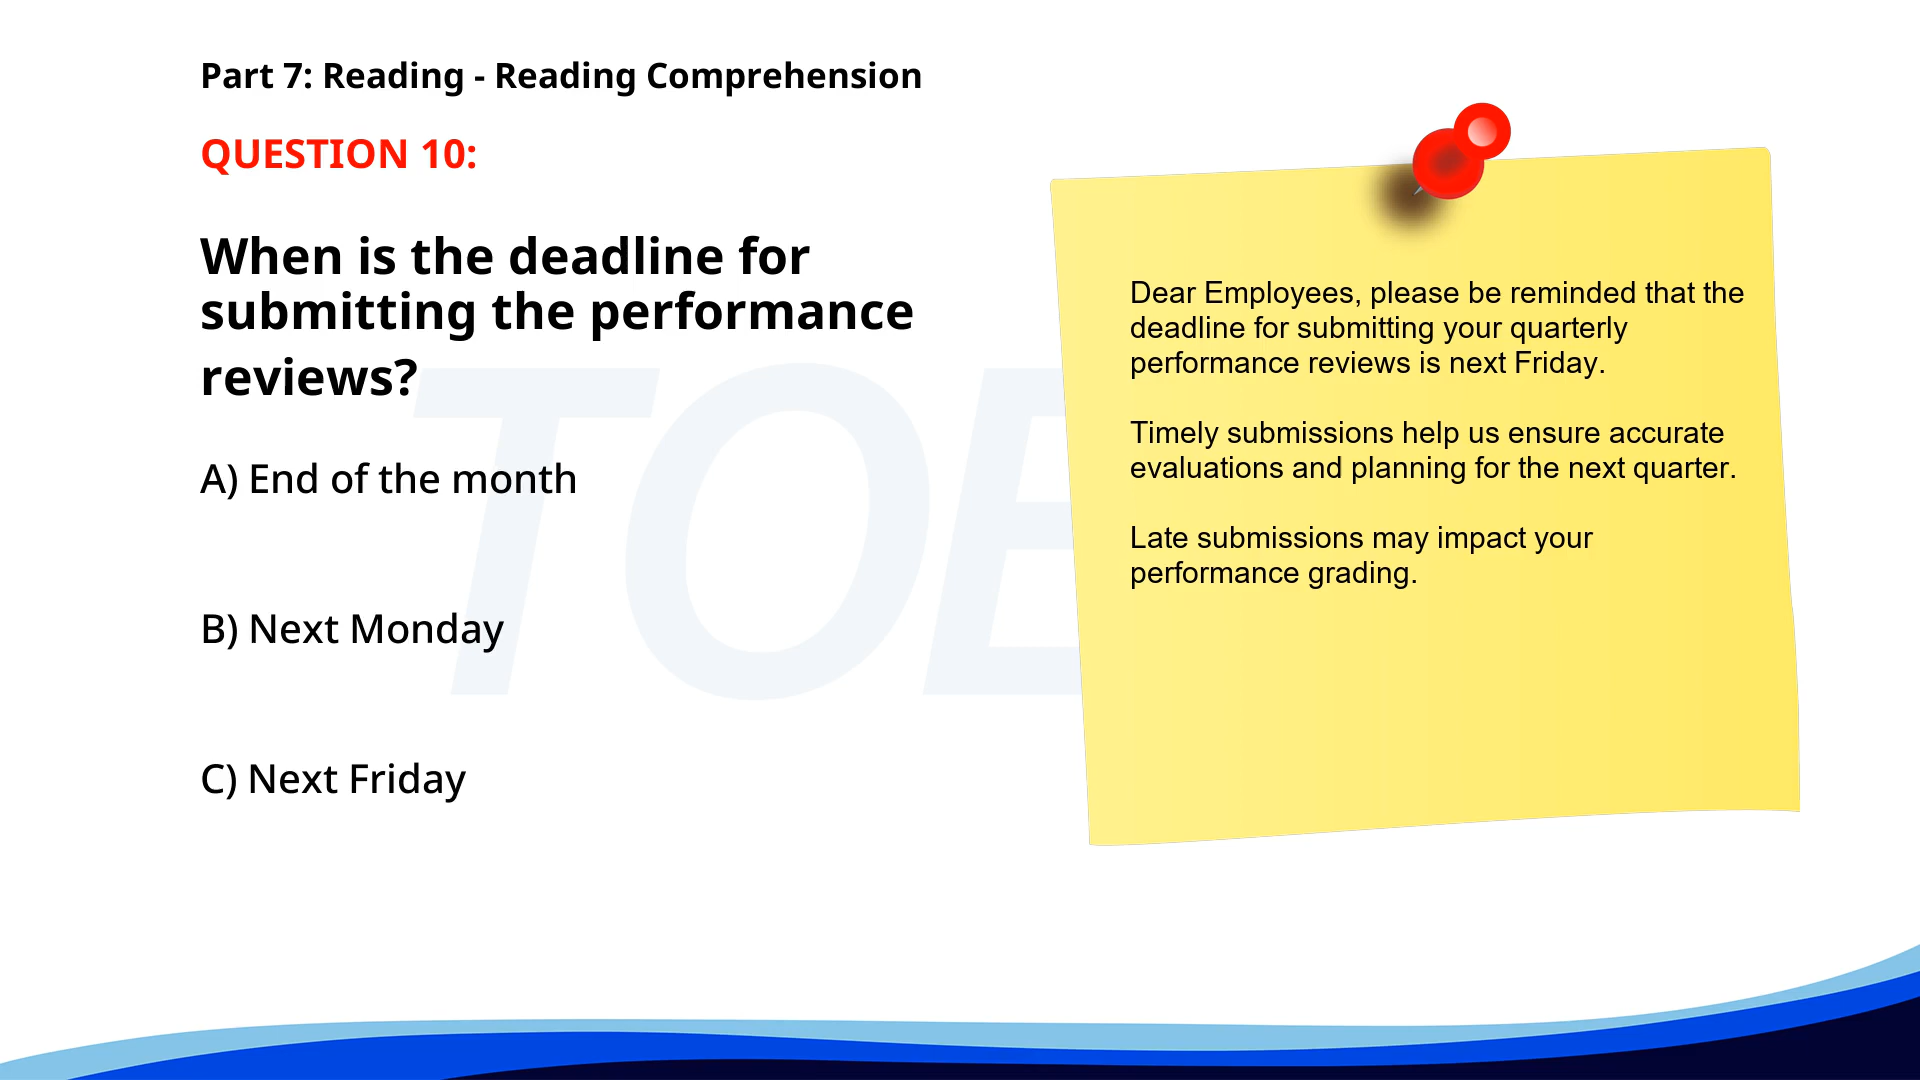 Part 7: Reading - Reading Comprehension
QUESTION 10:
When is the deadline for
submitting the performance
reviews?
A) End of the month
B) Next Monday
C) Next Friday
Dear Employees, please be reminded that the
deadline for submitting your quarterly
performance reviews is next Friday.
Timely submissions help us ensure accurate
evaluations and planning for the next quarter.
Late submissions may impact your
performance grading.